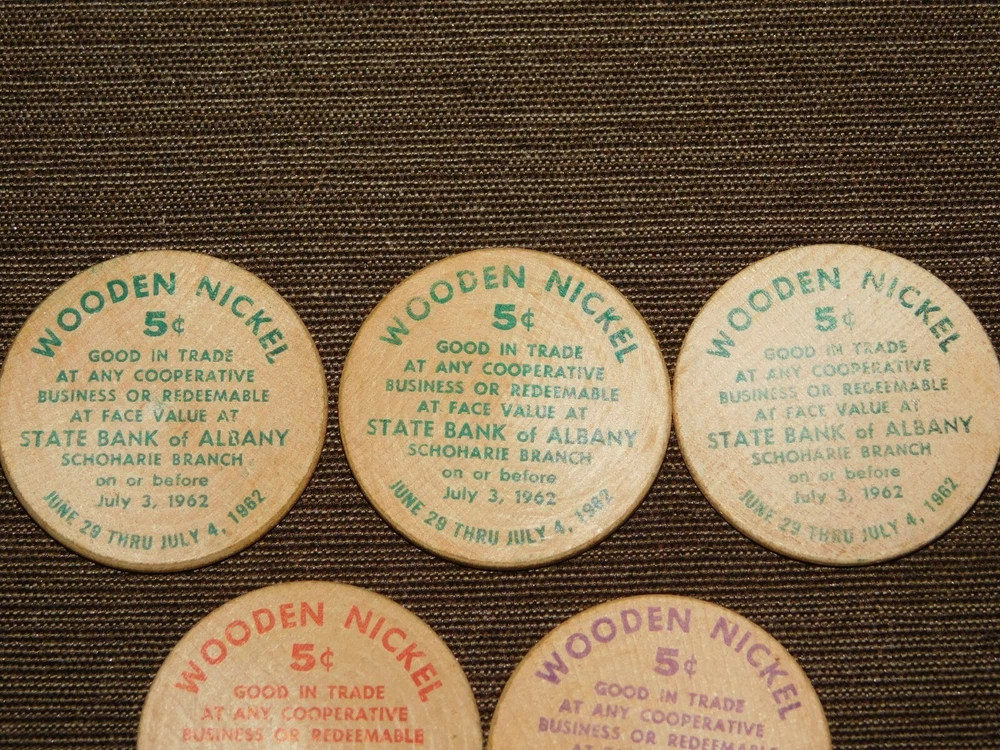 WOODEN NICKEL
5¢
GOOD IN TRADE
AT ANY COOPERATIVE
BUSINESS OR REDEEMABLE
AT FACE VALUE AT
STATE BANK of ALBANY
SCHOHARIE BRANCH
on or before
July 3, 1962
JUNE 29 THRU JULY 4, 1962
WOODEN NICKEL
5¢
GOOD IN TRADE
AT ANY COOPERATIVE
BUSINESS OR REDEEMABLE
AT FACE VALUE AT
STATE BANK of ALBANY
SCHOHARIE BRANCH
on or before
July 3, 1962
JUNE 29 THRU JULY 4, 1962
WOODEN NICKEL
5¢
GOOD IN TRADE
AT ANY COOPERATIVE
BUSINESS OR REDEEMABLE
AT FACE VALUE AT
STATE BANK of ALBANY
SCHOHARIE BRANCH
on or before
July 3, 1962
JUNE 29 THRU JULY 4, 1962
WOODEN NICKEL
5¢
GOOD IN TRADE
AT ANY COOPERATIVE
BUSINESS OR REDEEMABLE
WOODEN NICKEL
5¢
GOOD IN TRADE
AT ANY COOPERATIVE
BUSINESS OR REDEEMABLE
AT FACE